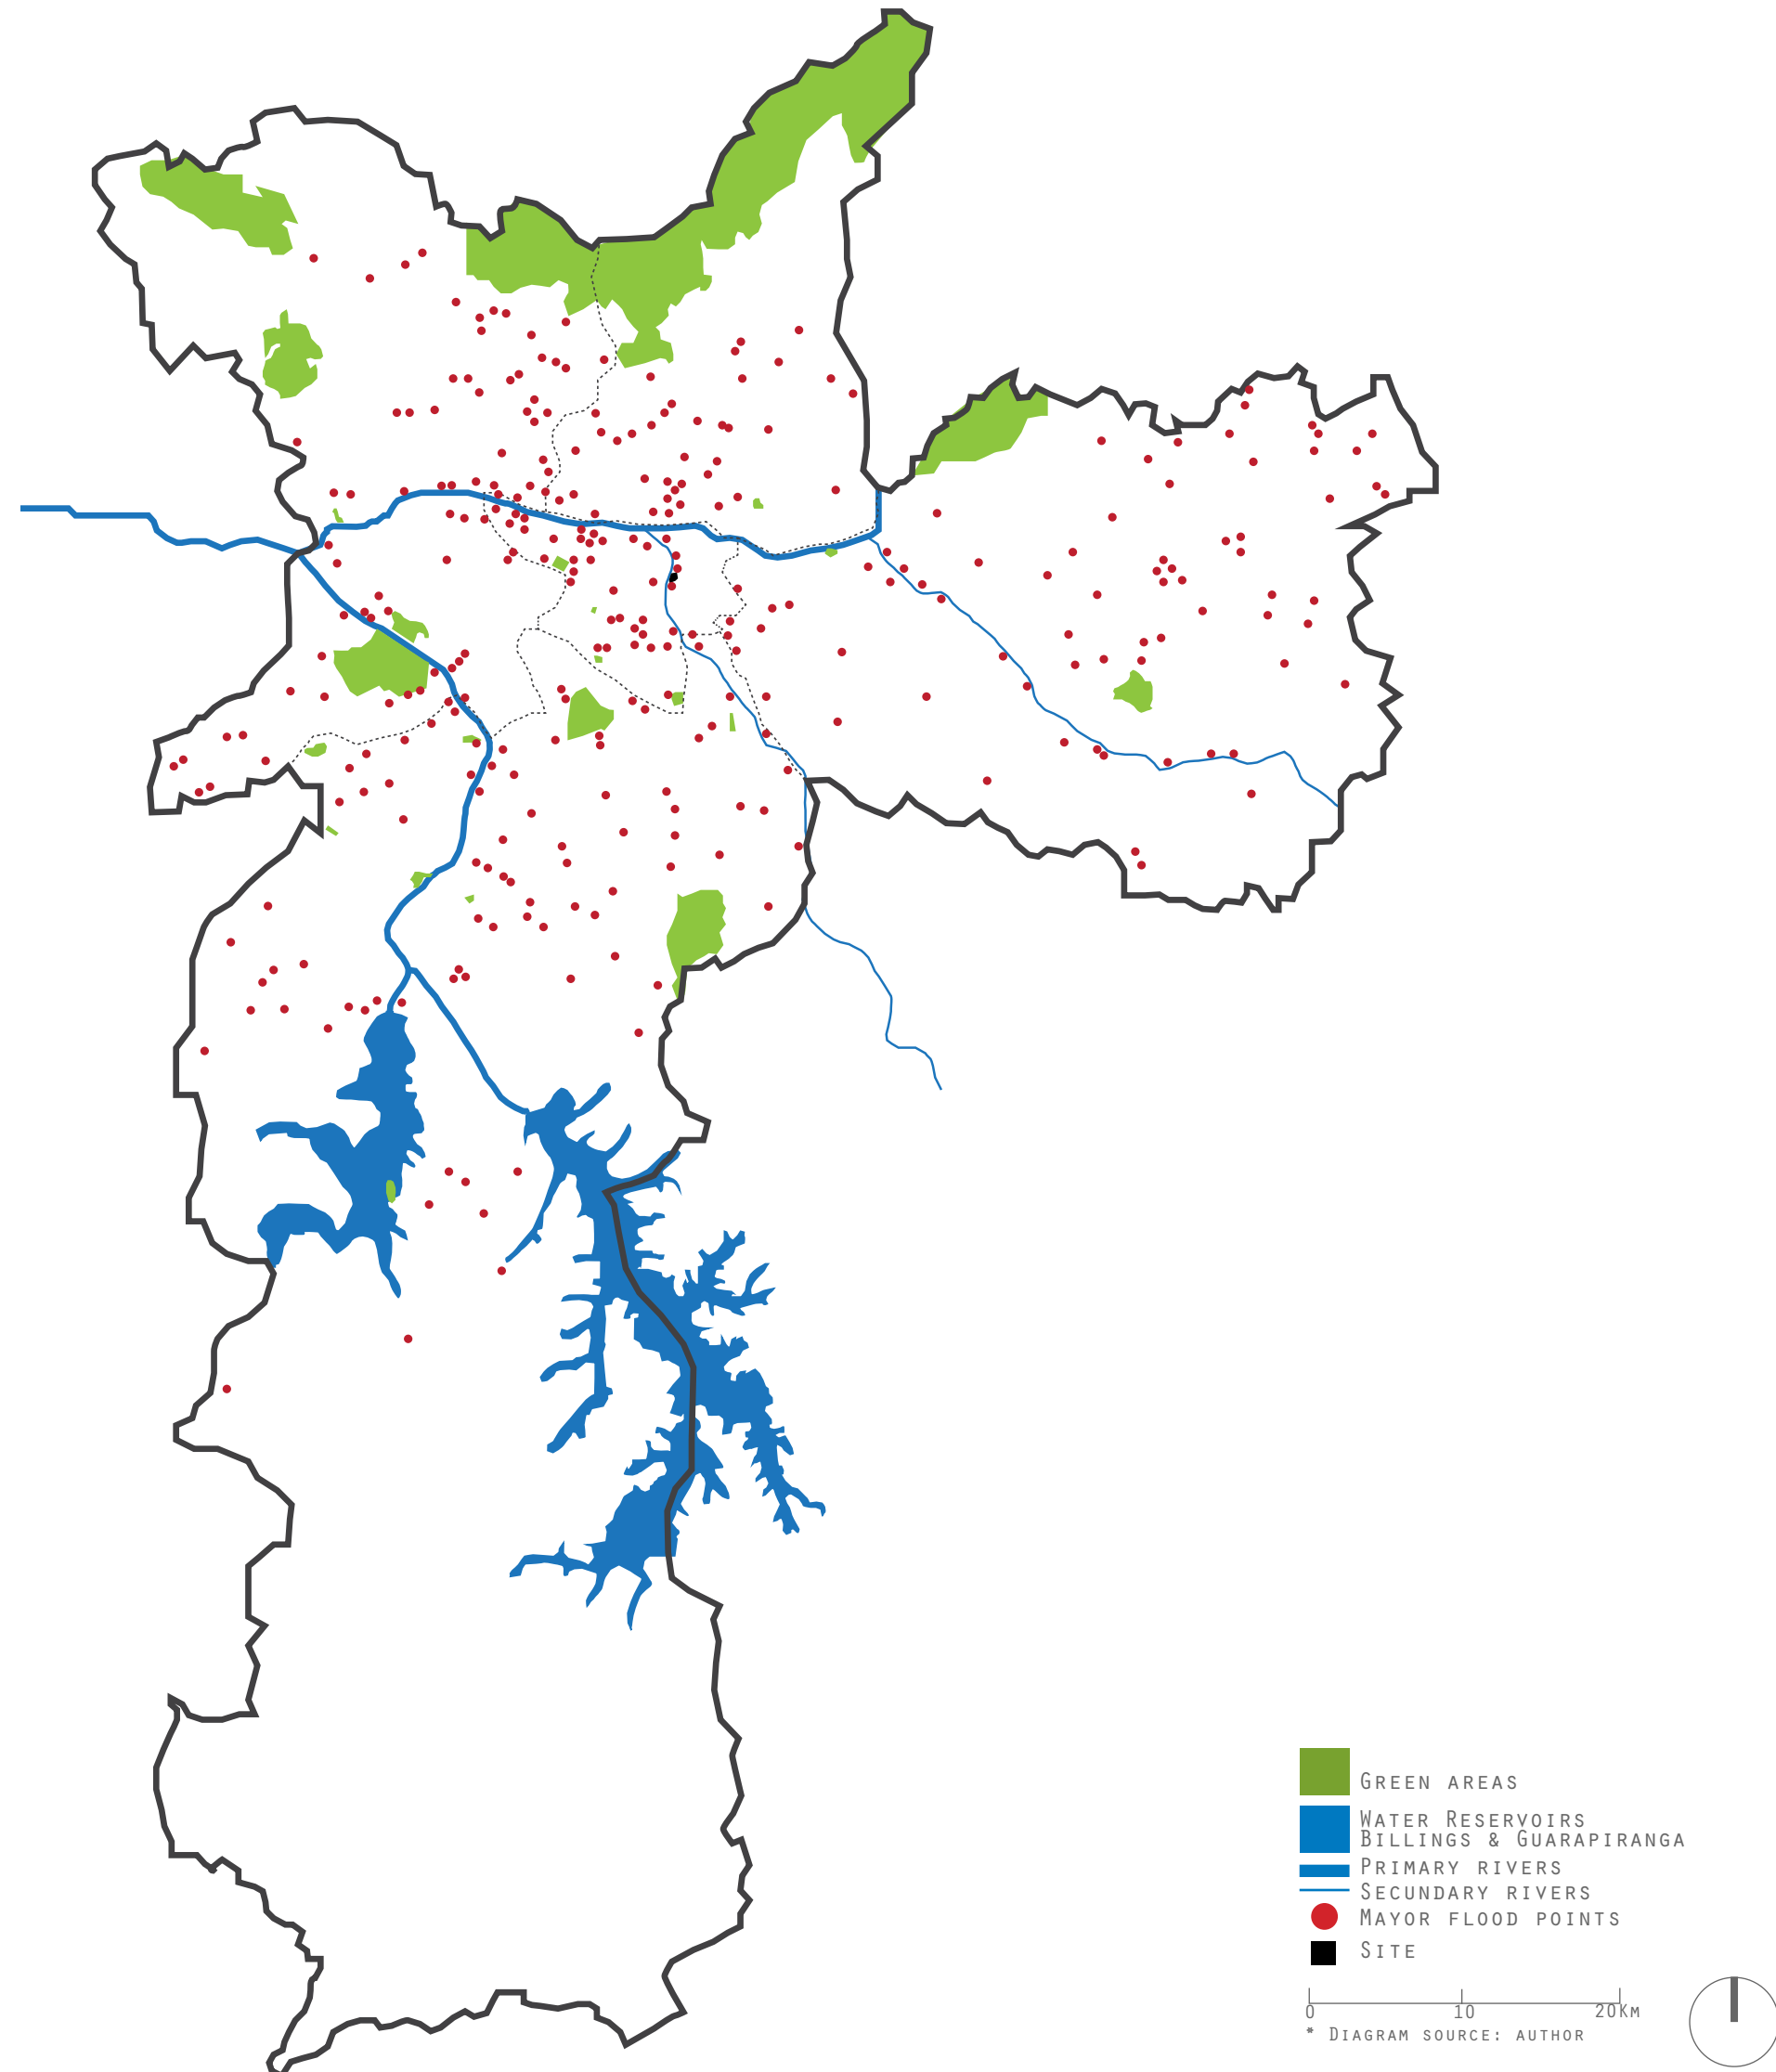 Green areas
Water Reservoirs
Billings & Guarapiranga
Primary rivers
Secundary rivers
Mayor flood points
Site
0 10 20Km
* Diagram source: author